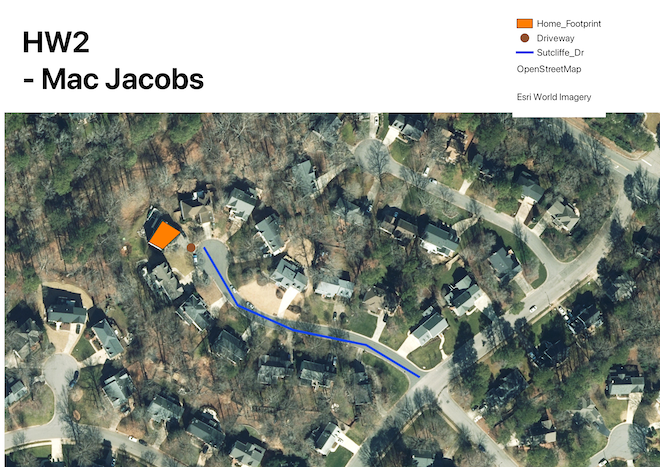 HW2
- Mac Jacobs
Home_Footprint
Driveway
Sutcliffe_Dr
OpenStreetMap
Esri World Imagery